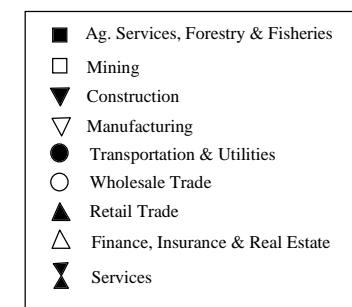 Ag. Services, Forestry & Fisheries
Mining
Construction
Manufacturing
Transportation & Utilities
Wholesale Trade
Retail Trade
Finance, Insurance & Real Estate
Services